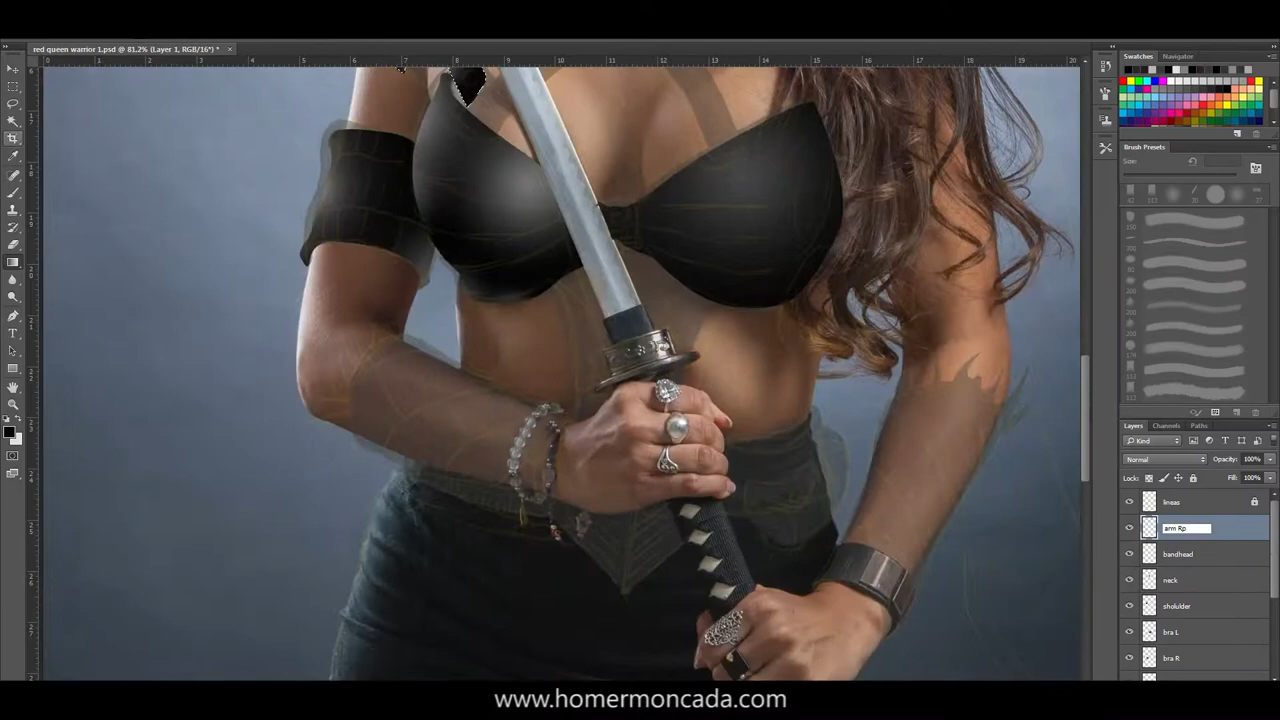 red queen warrior 1.psd @ 81.2% (Layer 1, RGB/16*) *
Swatches Navigator
Brush Presets
Size:
Layers Channels Paths
Kind
Normal Opacity: 100%
Lock: Fill: 100%
lineas
arm Rp
bandhead
neck
sholulder
bra L
bra R
www.homermoncada.com